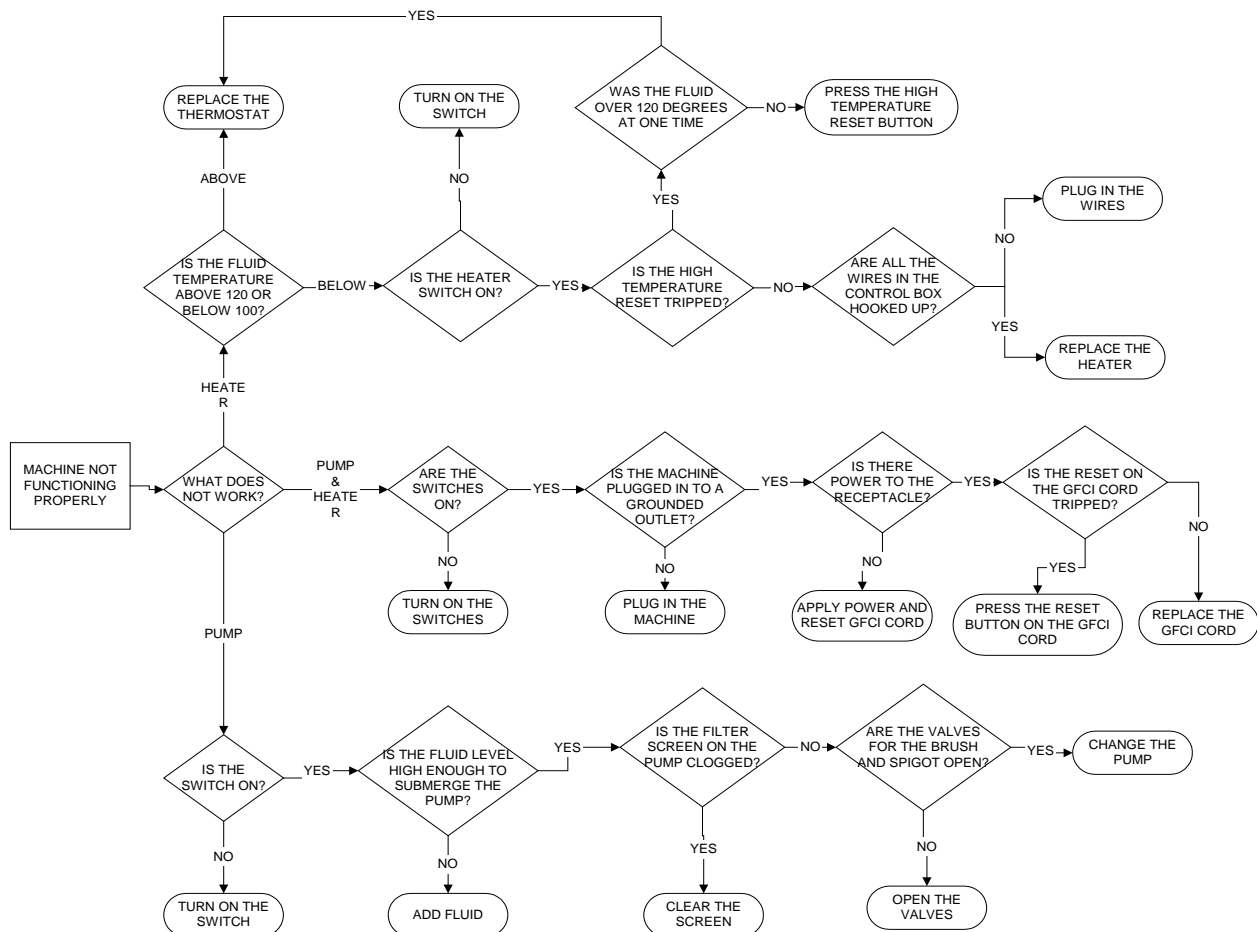 YES
REPLACE THE
THERMOSTAT
TURN ON THE
SWITCH
WAS THE FLUID
OVER 120 DEGREES
AT ONE TIME
NO
PRESS THE HIGH
TEMPERATURE
RESET BUTTON
ABOVE
NO
YES
PLUG IN THE
WIRES
NO
IS THE FLUID
TEMPERATURE
ABOVE 120 OR
BELOW 100?
BELOW
IS THE HEATER
SWITCH ON?
YES
IS THE HIGH
TEMPERATURE
RESET TRIPPED?
NO
ARE ALL THE
WIRES IN THE
CONTROL BOX
HOOKED UP?
YES
REPLACE THE
HEATER
HEATE
R
MACHINE NOT
FUNCTIONING
PROPERLY
WHAT DOES
NOT WORK?
PUMP
&
HEATE
R
ARE THE
SWITCHES
ON?
YES
IS THE MACHINE
PLUGGED IN TO A
GROUNDED
OUTLET?
YES
IS THERE
POWER TO THE
RECEPTACLE?
YES
IS THE RESET ON
THE GFCI CORD
TRIPPED?
NO
NO
NO
NO
YES
TURN ON THE
SWITCHES
PLUG IN THE
MACHINE
APPLY POWER AND
RESET GFCI CORD
PRESS THE RESET
BUTTON ON THE GFCI
CORD
REPLACE THE
GFCI CORD
PUMP
IS THE
SWITCH ON?
YES
IS THE FLUID LEVEL
HIGH ENOUGH TO
SUBMERGE THE
PUMP?
YES
IS THE FILTER
SCREEN ON THE
PUMP CLOGGED?
NO
ARE THE VALVES
FOR THE BRUSH
AND SPIGOT OPEN?
YES
CHANGE THE
PUMP
NO
NO
YES
NO
TURN ON THE
SWITCH
ADD FLUID
CLEAR THE
SCREEN
OPEN THE
VALVES